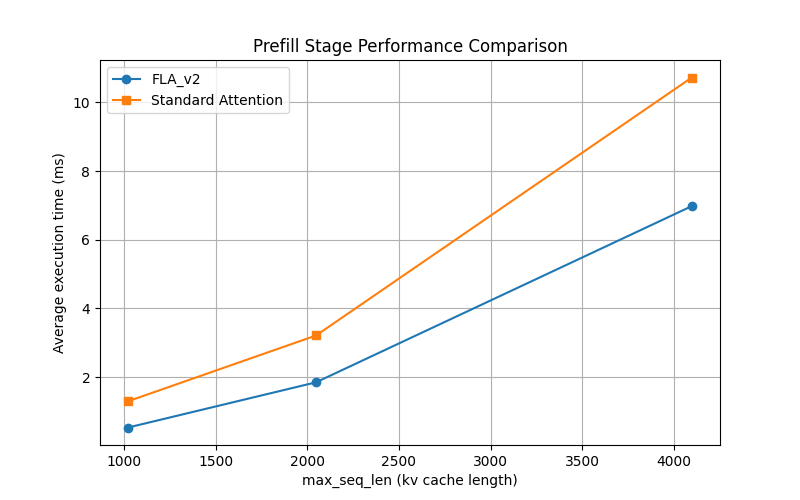 Prefill Stage Performance Comparison
FLA_v2
Standard Attention
Average execution time (ms)
10
8
6
4
2
1000 1500 2000 2500 3000 3500 4000
max_seq_len (kv cache length)